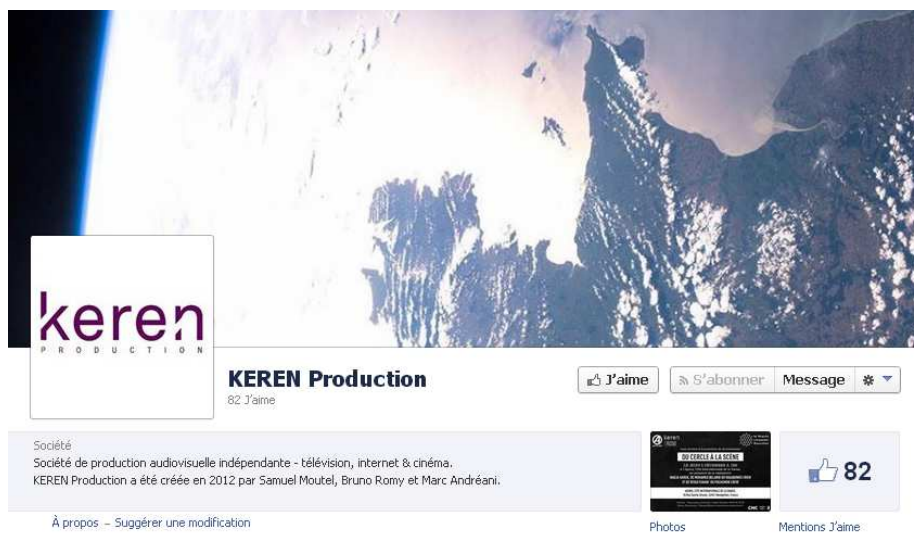 keren
PRODUCTION
KEREN Production
82 J'aime
J'aime
S'abonner
Message
Société
Société de production audiovisuelle indépendante - télévision, internet & cinéma.
KEREN Production a été créée en 2012 par Samuel Moutel, Bruno Romy et Marc Andréani.
À propos – Suggérer une modification
keren
DU CERCLE À LA SCÈNE
Photos
82
Mentions J'aime